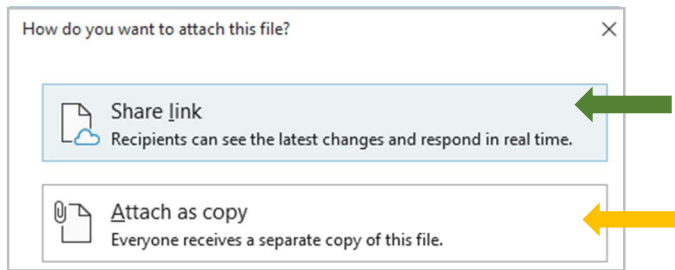 How do you want to attach this file?
Share link
Recipients can see the latest changes and respond in real time.
Attach as copy
Everyone receives a separate copy of this file.